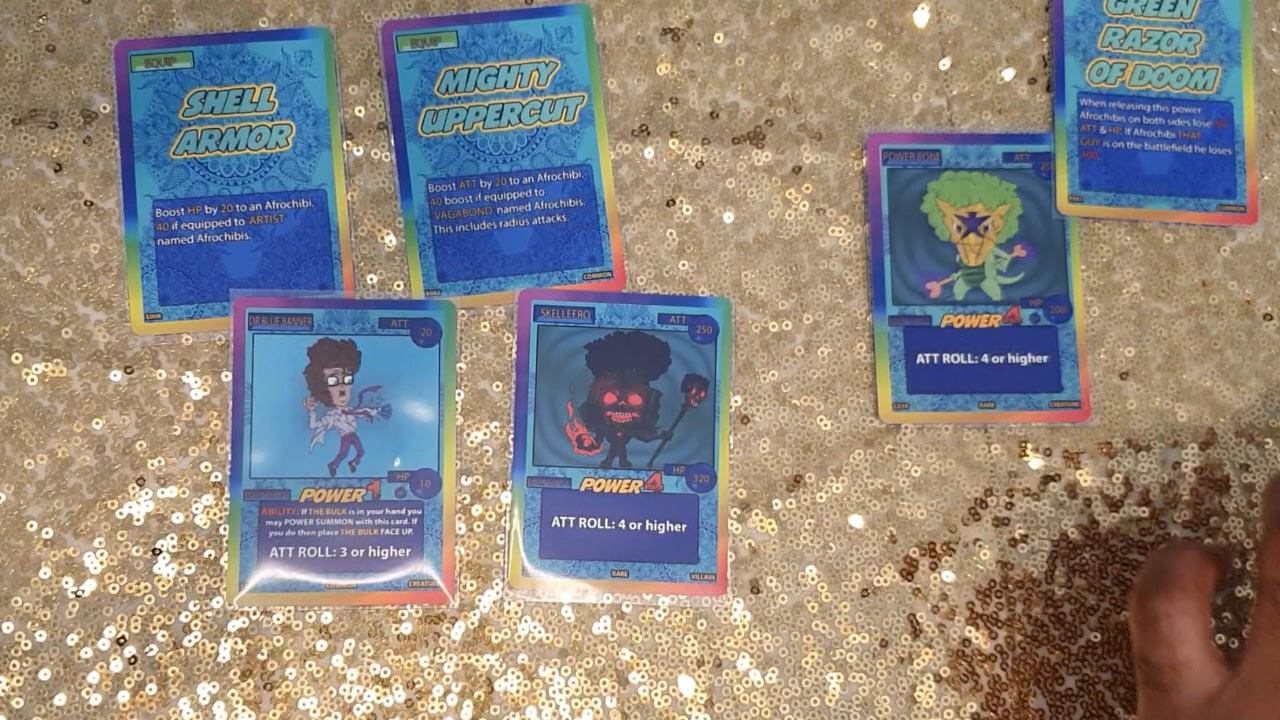 EQUIP
SHELL
ARMOR
Boost HP by 20 to an Afrochibi.
40 if equipped to ARTIST
named Afrochibis.
EQUIP
MIGHTY
UPPERCUT
Boost ATT by 20 to an Afrochibi.
40 boost if equipped to
VAGABOND named Afrochibis.
This includes radius attacks.
COMMON
GREEN
RAZOR
OF DOOM
When releasing this power
Afrochibis on both sides lose 50
ATT & HP. If Afrochibi THAT
GUY is on the battlefield he loses
100.
COMMON
POWER BONE
ATT
HP
200
POWER 4
ATT ROLL: 4 or higher
RARE
CREATURE
DR BLUE BANNER
ATT
20
HP
10
POWER 1
ABILITY: If THE BULK is in your hand you
may POWER SUMMON with this card. If
you do then place THE BULK FACE UP.
ATT ROLL: 3 or higher
SKELLEFRO
ATT
250
HP
320
POWER 4
ATT ROLL: 4 or higher
RARE
VILLAIN